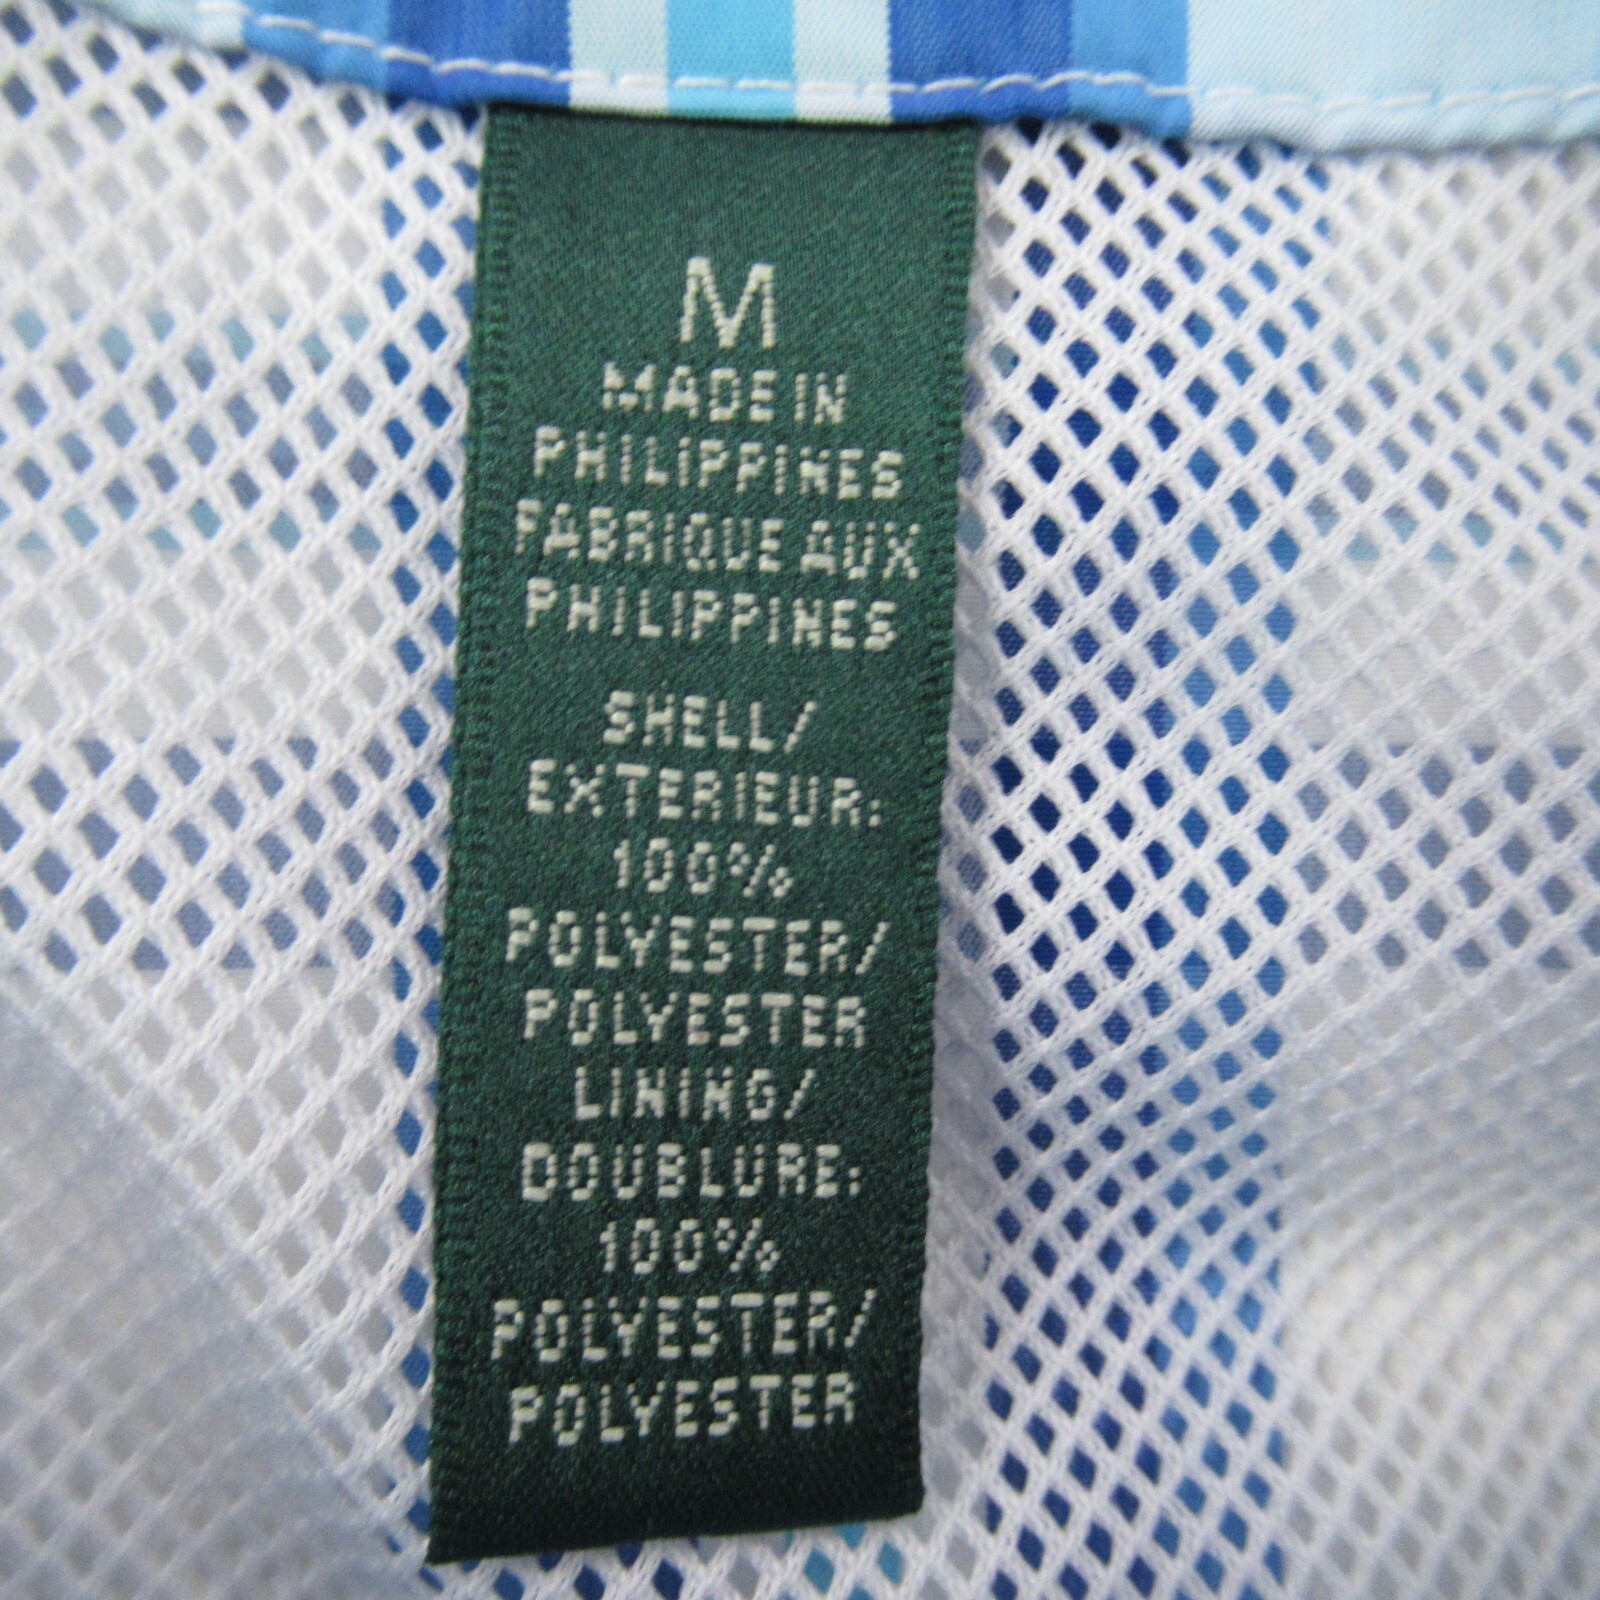 M
MADE IN
PHILIPPINES
FABRIQUE AUX
PHILIPPINES
SHELL/
EXTERIEUR:
100%
POLYESTER/
POLYESTER
LINING/
DOUBLURE:
100%
POLYESTER/
POLYESTER